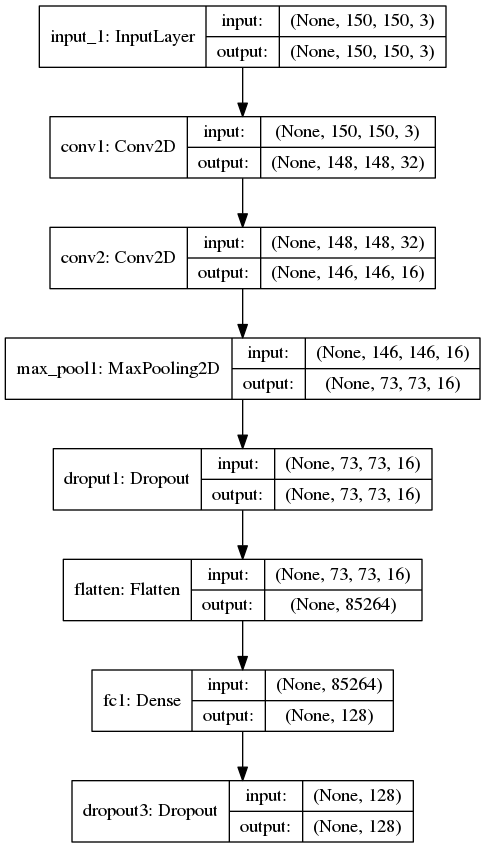 input_1: InputLayer
input: (None, 150, 150, 3)
output: (None, 150, 150, 3)
conv1: Conv2D
input: (None, 150, 150, 3)
output: (None, 148, 148, 32)
conv2: Conv2D
input: (None, 148, 148, 32)
output: (None, 146, 146, 16)
max_pool1: MaxPooling2D
input: (None, 146, 146, 16)
output: (None, 73, 73, 16)
droput1: Dropout
input: (None, 73, 73, 16)
output: (None, 73, 73, 16)
flatten: Flatten
input: (None, 73, 73, 16)
output: (None, 85264)
fc1: Dense
input: (None, 85264)
output: (None, 128)
dropout3: Dropout
input: (None, 128)
output: (None, 128)